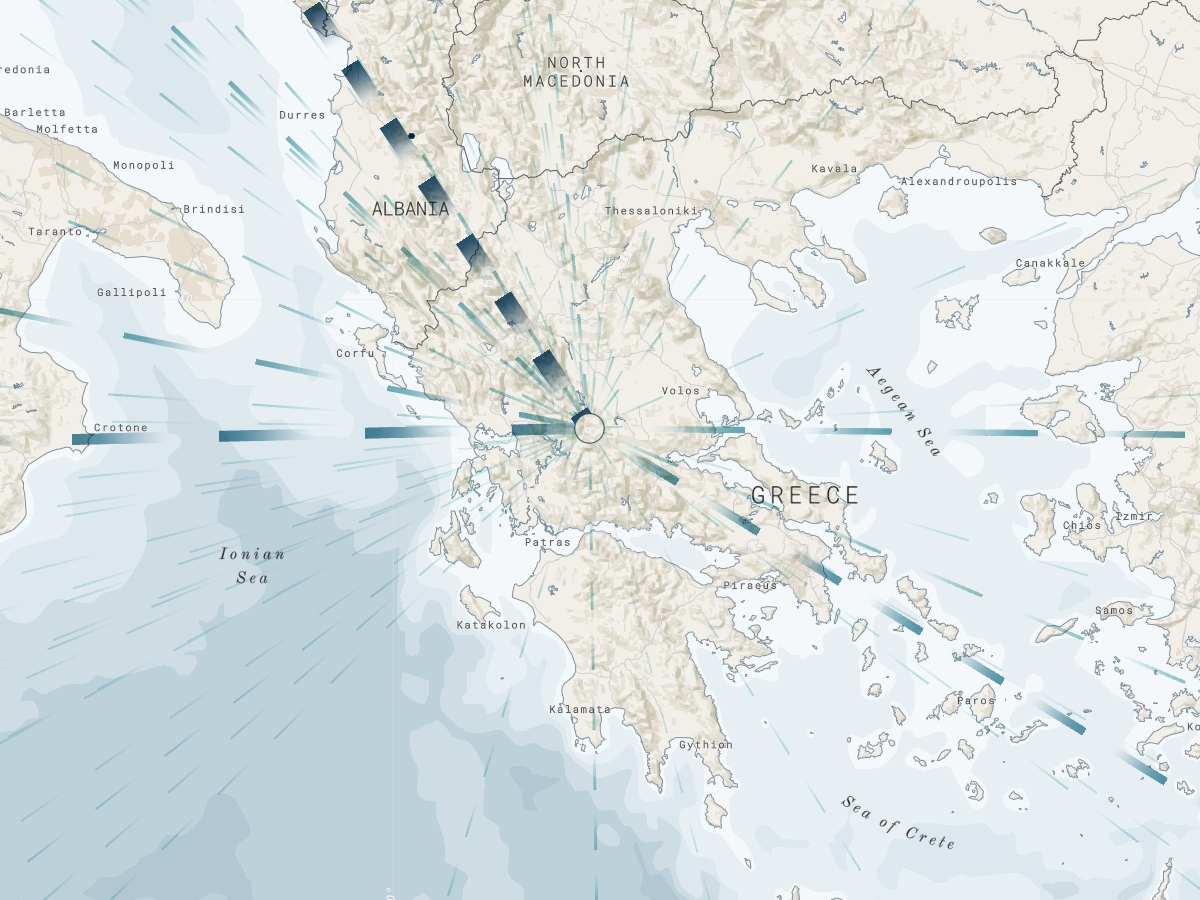 NORTH
MACEDONIA
redonia
Barletta
Durres
Molfetta
Monopoli
Kavala
Alexandroupolis
Brindisi
ALBANIA
Thessaloniki
Taranto
Canakkale
Gallipoli
Corfu
Volos
Aegean Sea
Crotone
GREECE
Chios
Izmir
Ionian
Sea
Patras
Piraeus
Samos
Katakolon
Paros
Kalamata
Ko
Gythion
Sea of Crete